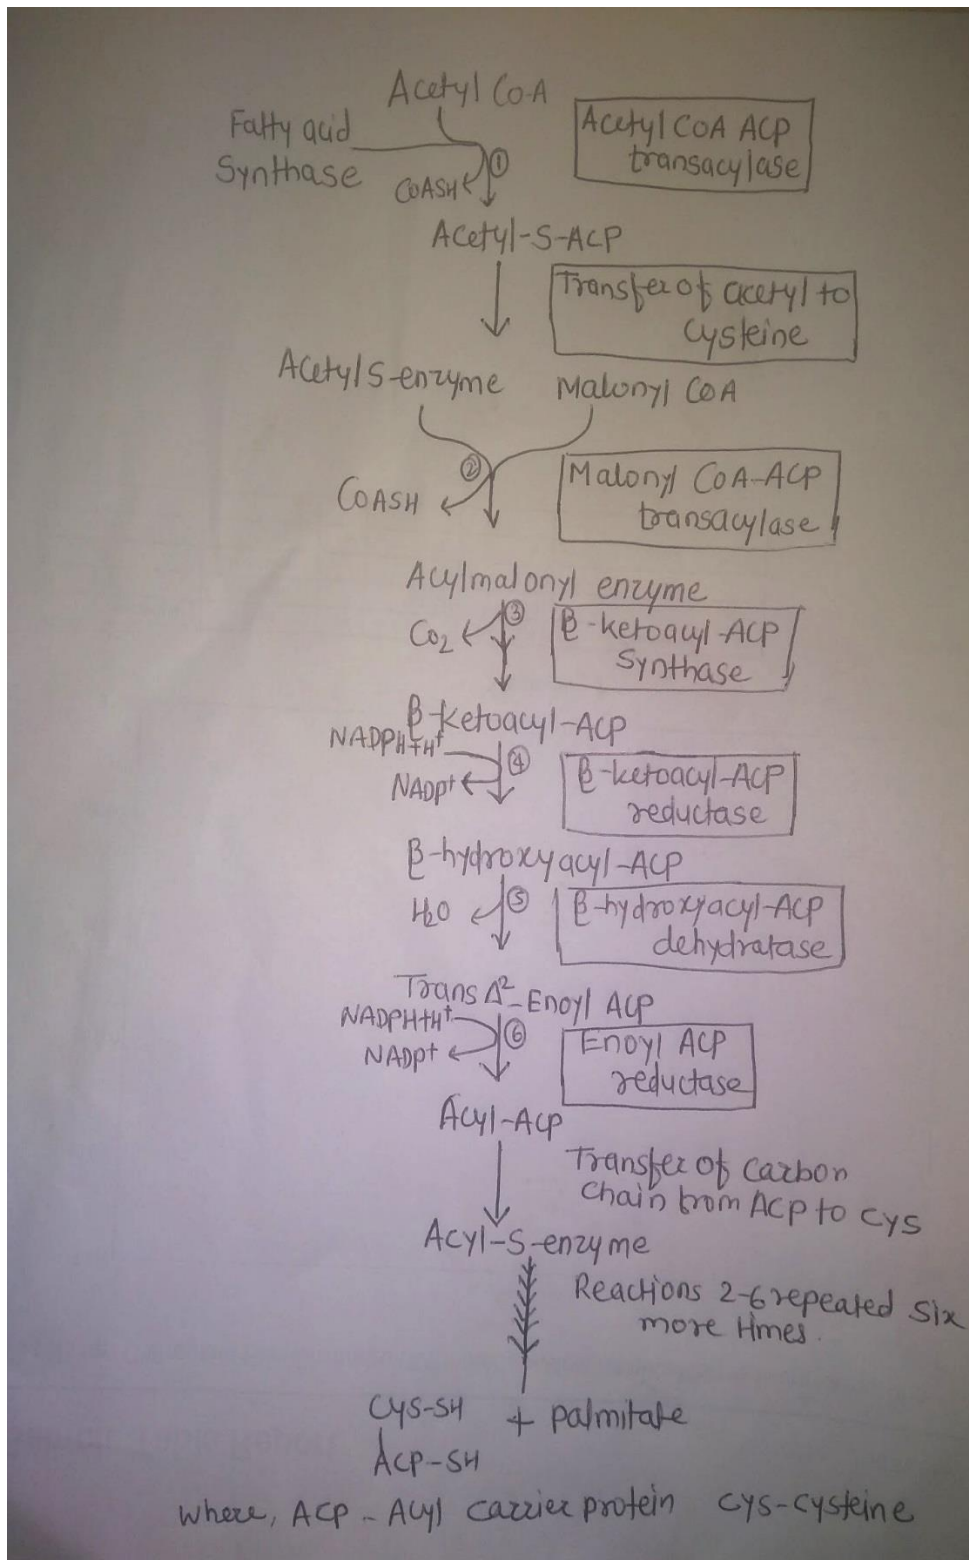 Acetyl CoA
Fatty acid
Synthase
Acetyl CoA ACP
transacylase
①
CoASH
Acetyl-S-ACP
Transfer of acetyl to
Cysteine
Acetyl S-enzyme
Malonyl CoA
②
CoASH
Malonyl CoA-ACP
transacylase
Acylmalonyl enzyme
③
CO2
β-ketoacyl-ACP
Synthase
β-ketoacyl-ACP
NADPH+H+
④
NADP+
β-ketoacyl-ACP
reductase
β-hydroxyacyl-ACP
⑤
H2O
β-hydroxyacyl-ACP
dehydratase
Trans Δ²-Enoyl ACP
NADPH+H+
⑥
NADP+
Enoyl ACP
reductase
Acyl-ACP
Transfer of Carbon
Chain from ACP to CYS
Acyl-S-enzyme
Reactions 2-6 repeated Six
more times.
Cys-SH + palmitate
ACP-SH
Where, ACP - Acyl carrier protein CYS-cysteine